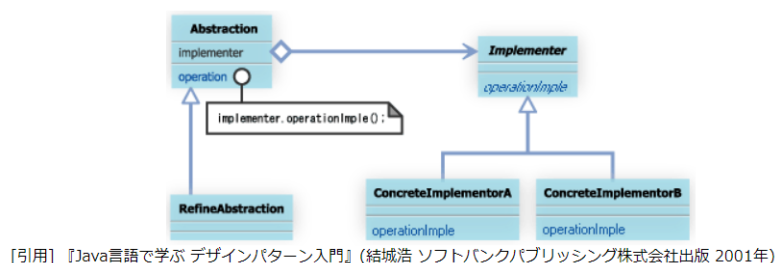 Abstraction
implementer
operation
Implementer
operationImple
implementer.operationImple();
RefineAbstraction
ConcreteImplementorA
operationImple
ConcreteImplementorB
operationImple
[引用] 『Java言語で学ぶ デザインパターン入門』(結城浩 ソフトバンクパブリッシング株式会社出版 2001年)